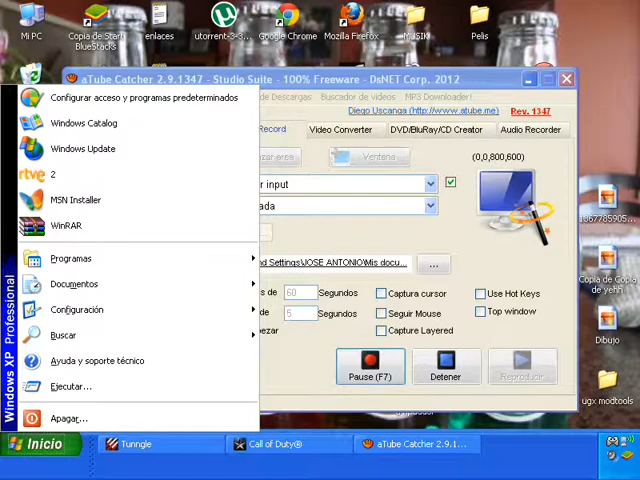 Mi PC
Copia de Starh
BlueStacks
enlaces
utorrent-3-3...
Google Chrome
Mozilla Firefox
MUSIK
Pelis
aTube Catcher 2.9.1347 - Studio Suite - 100% Freeware - DsNET Corp. 2012
de Descargas
Buscador de videos
MP3 Downloader!
Diego Uscanga (http://www.atube.me)
Rev. 1347
Record
Video Converter
DVD/BluRay/CD Creator
Audio Recorder
Ventana
(0,0,800,600)
r input
ada
nd Settings\JOSE ANTONIO\Mis docu...
...
s de
60
Segundos
Captura cursor
Use Hot Keys
de
5
Segundos
Seguir Mouse
Top window
ezar
Capture Layered
Pause (F7)
Detener
Reproducir
1867785905...
Copia de Copia
de yehh
Dibujo
ugx modtools
Configurar acceso y programas predeterminados
Windows Catalog
Windows Update
rtve
2
MSN Installer
WinRAR
Programas
Documentos
Configuración
Buscar
Ayuda y soporte técnico
Ejecutar...
Apagar...
Windows XP Professional
Inicio
Tunngle
Call of Duty®
aTube Catcher 2.9.1...